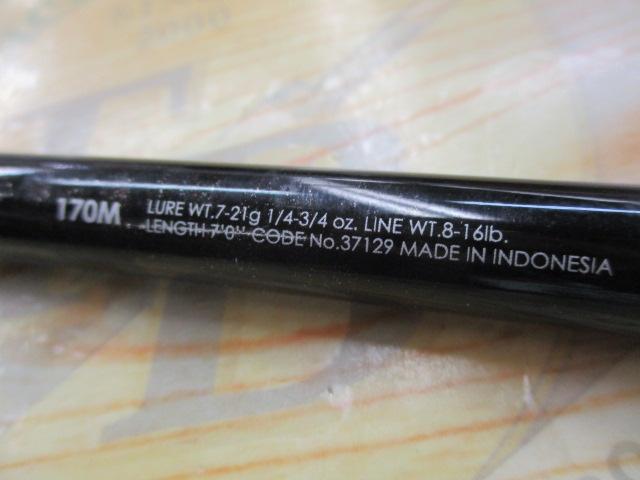 170M
LURE WT.7-21g 1/4-3/4 oz. LINE WT.8-16lb.
LENGTH 7'0" CODE No.37129 MADE IN INDONESIA